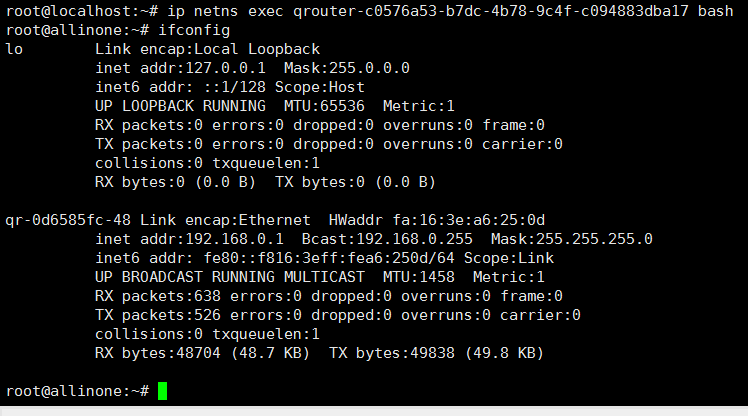 root@localhost:~# ip netns exec qrouter-c0576a53-b7dc-4b78-9c4f-c094883dba17 bash
root@allinone:~# ifconfig
lo        Link encap:Local Loopback
          inet addr:127.0.0.1  Mask:255.0.0.0
          inet6 addr: ::1/128 Scope:Host
          UP LOOPBACK RUNNING  MTU:65536  Metric:1
          RX packets:0 errors:0 dropped:0 overruns:0 frame:0
          TX packets:0 errors:0 dropped:0 overruns:0 carrier:0
          collisions:0 txqueuelen:1
          RX bytes:0 (0.0 B)  TX bytes:0 (0.0 B)

qr-0d6585fc-48 Link encap:Ethernet  HWaddr fa:16:3e:a6:25:0d
          inet addr:192.168.0.1  Bcast:192.168.0.255  Mask:255.255.255.0
          inet6 addr: fe80::f816:3eff:fea6:250d/64 Scope:Link
          UP BROADCAST RUNNING MULTICAST  MTU:1458  Metric:1
          RX packets:638 errors:0 dropped:0 overruns:0 frame:0
          TX packets:526 errors:0 dropped:0 overruns:0 carrier:0
          collisions:0 txqueuelen:1
          RX bytes:48704 (48.7 KB)  TX bytes:49838 (49.8 KB)

root@allinone:~#